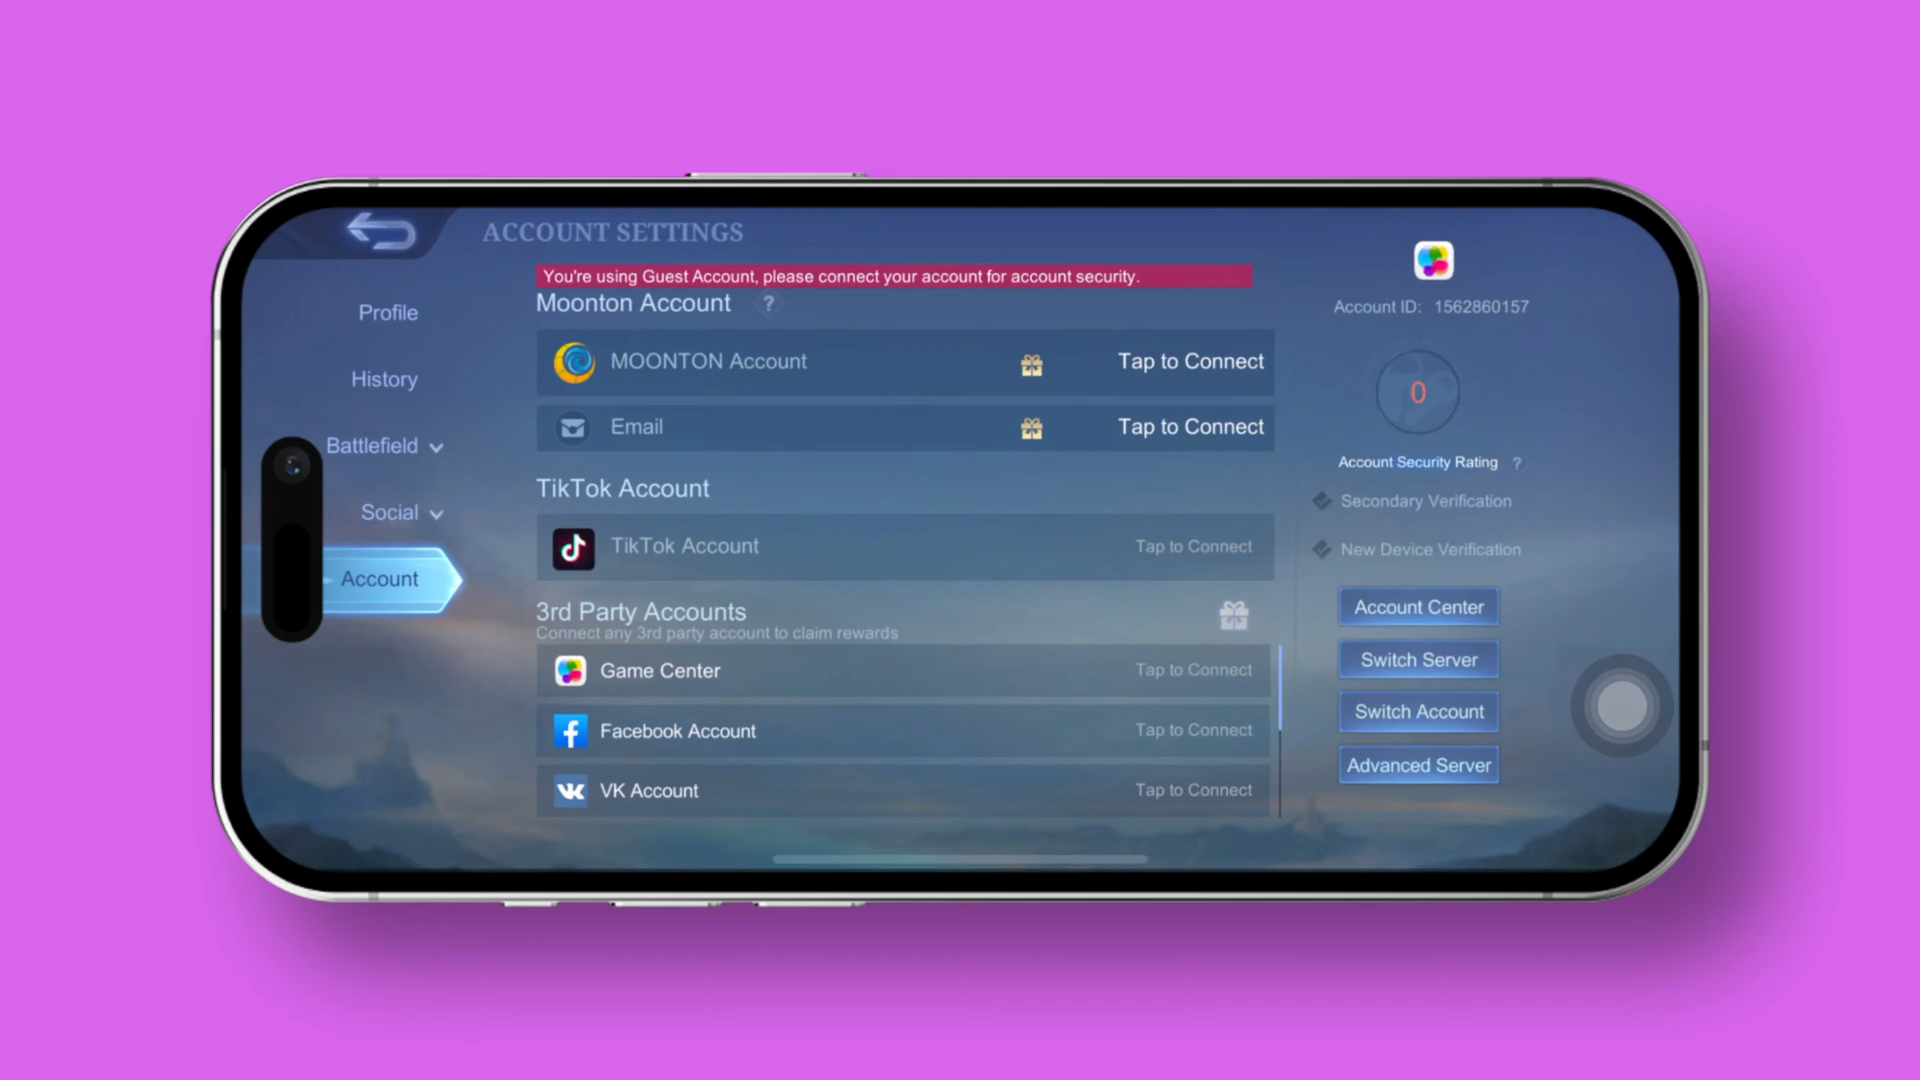 ACCOUNT SETTINGS
You're using Guest Account, please connect your account for account security.
Profile
History
Battlefield
Social
Account
Moonton Account ?
MOONTON Account Tap to Connect
Email Tap to Connect
TikTok Account
TikTok Account Tap to Connect
3rd Party Accounts
Connect any 3rd party account to claim rewards
Game Center Tap to Connect
Facebook Account Tap to Connect
VK Account Tap to Connect
Account ID: 1562860157
0
Account Security Rating ?
Secondary Verification
New Device Verification
Account Center
Switch Server
Switch Account
Advanced Server